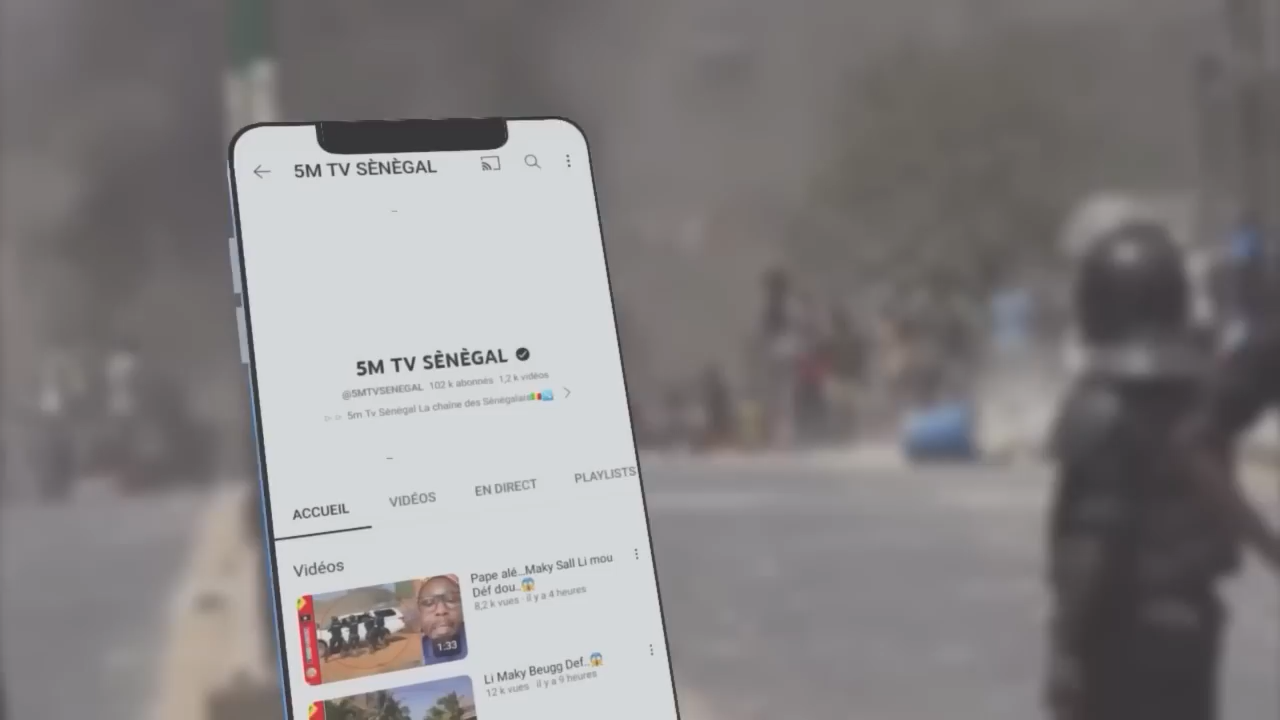 5M TV SÈNÈGAL
5M TV SÈNÈGAL
@5MTVSENEGAL 102 k abonnés 1,2 k vidéos
5m Tv Sénégal La chaine des Sénégalais
ACCUEIL VIDÉOS EN DIRECT PLAYLISTS
Vidéos
Pape alé...Maky Sall Li mou
Déf dou..😱
8,2 k vues · il y a 4 heures
1:33
Li Maky Beugg Def..😱
12 k vues · il y a 9 heures